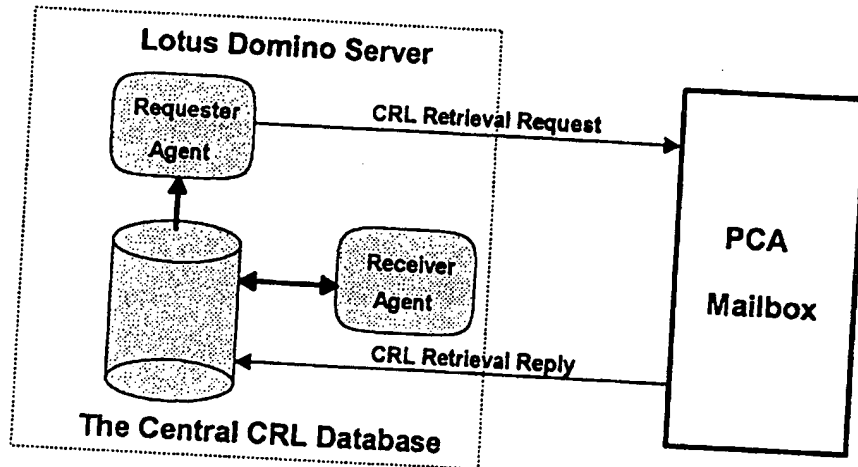 Lotus Domino Server
Requester
Agent
CRL Retrieval Request
PCA
Mailbox
Receiver
Agent
CRL Retrieval Reply
The Central CRL Database